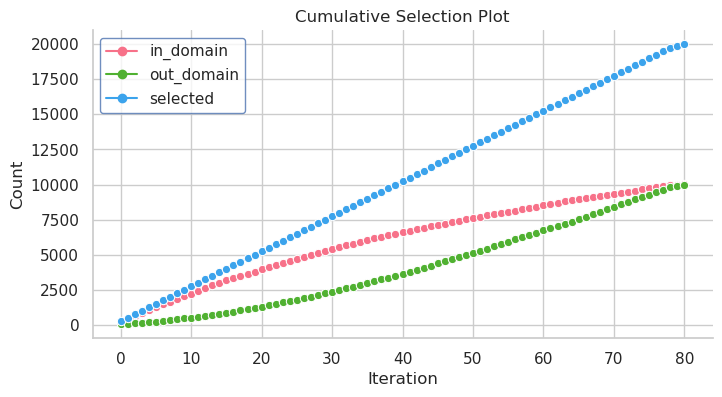 Cumulative Selection Plot
in_domain
out_domain
selected
Count
20000
17500
15000
12500
10000
7500
5000
2500
0
0 10 20 30 40 50 60 70 80
Iteration